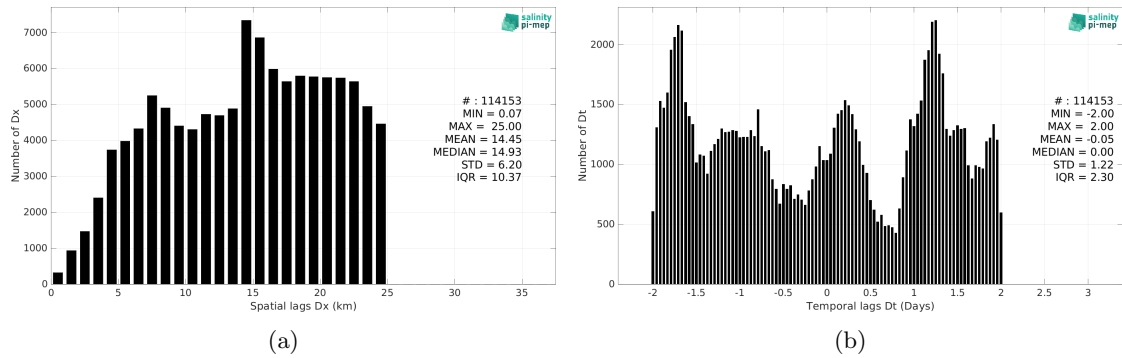 7000
6000
5000
4000
3000
2000
1000
0
Number of Dx
0 5 10 15 20 25 30 35
Spatial lags Dx (km)
salinity
pi-mep
# : 114153
MIN = 0.07
MAX = 25.00
MEAN = 14.45
MEDIAN = 14.93
STD = 6.20
IQR = 10.37
(a)
2000
1500
1000
500
0
Number of Dt
-2 -1.5 -1 -0.5 0 0.5 1 1.5 2 2.5 3
Temporal lags Dt (Days)
salinity
pi-mep
# : 114153
MIN = -2.00
MAX = 2.00
MEAN = -0.05
MEDIAN = 0.00
STD = 1.22
IQR = 2.30
(b)